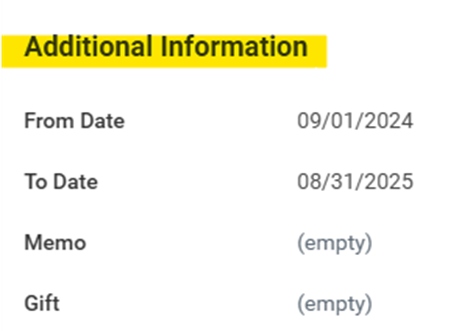 Additional Information
From Date 09/01/2024
To Date 08/31/2025
Memo (empty)
Gift (empty)